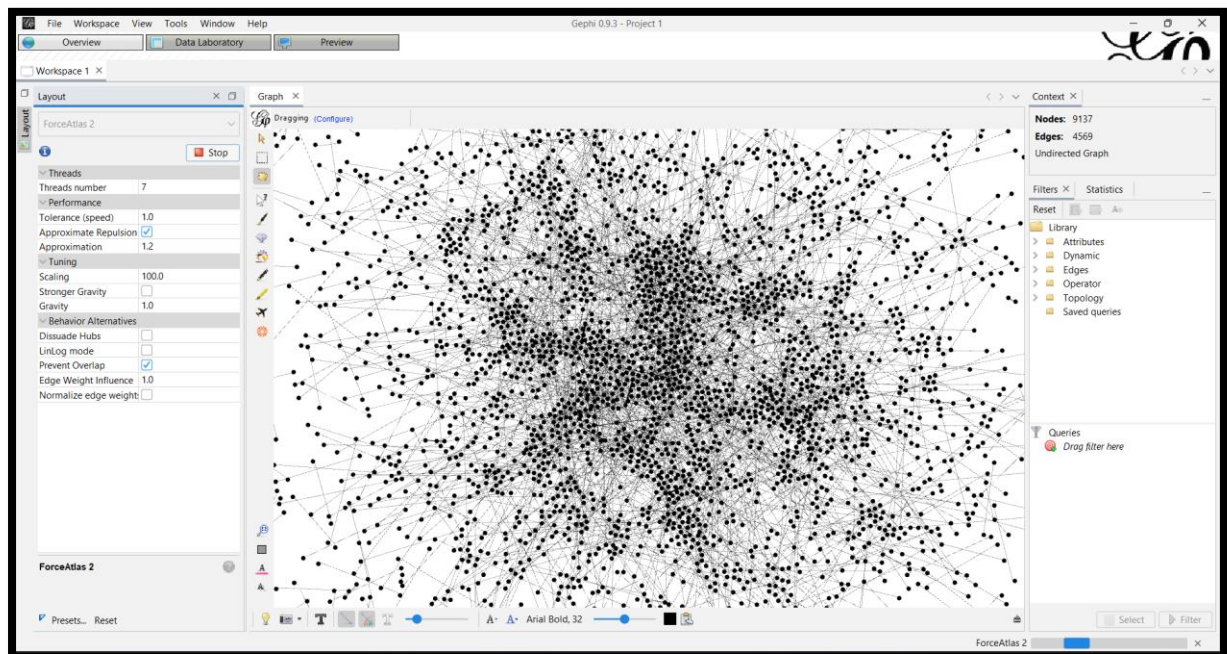 File Workspace View Tools Window Help
Gephi 0.9.3 - Project 1
Overview
Data Laboratory
Preview
Workspace 1
Layout
Layout
ForceAtlas 2
Stop
Threads
Threads number 7
Performance
Tolerance (speed) 1.0
Approximate Repulsion
Approximation 1.2
Tuning
Scaling 100.0
Stronger Gravity
Gravity 1.0
Behavior Alternatives
Dissuade Hubs
LinLog mode
Prevent Overlap
Edge Weight Influence 1.0
Normalize edge weights
ForceAtlas 2
Presets... Reset
Graph
Dragging (Configure)
T
A- A- Arial Bold, 32
Context
Nodes: 9137
Edges: 4569
Undirected Graph
Filters Statistics
Reset
Library
Attributes
Dynamic
Edges
Operator
Topology
Saved queries
Queries
Drag filter here
Select Filter
ForceAtlas 2